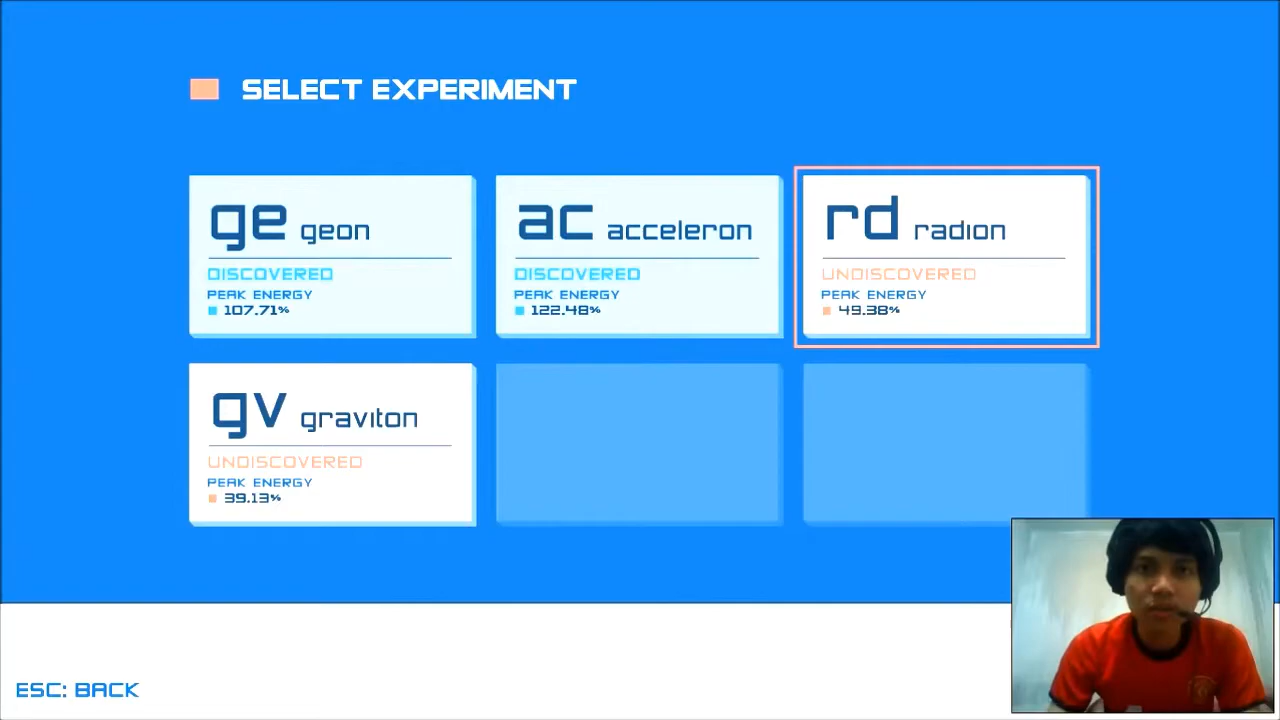 SELECT EXPERIMENT
ge geon
DISCOVERED
PEAK ENERGY
107.71%
ac acceleron
DISCOVERED
PEAK ENERGY
122.48%
rd radion
UNDISCOVERED
PEAK ENERGY
49.38%
gv graviton
UNDISCOVERED
PEAK ENERGY
39.13%
ESC: BACK